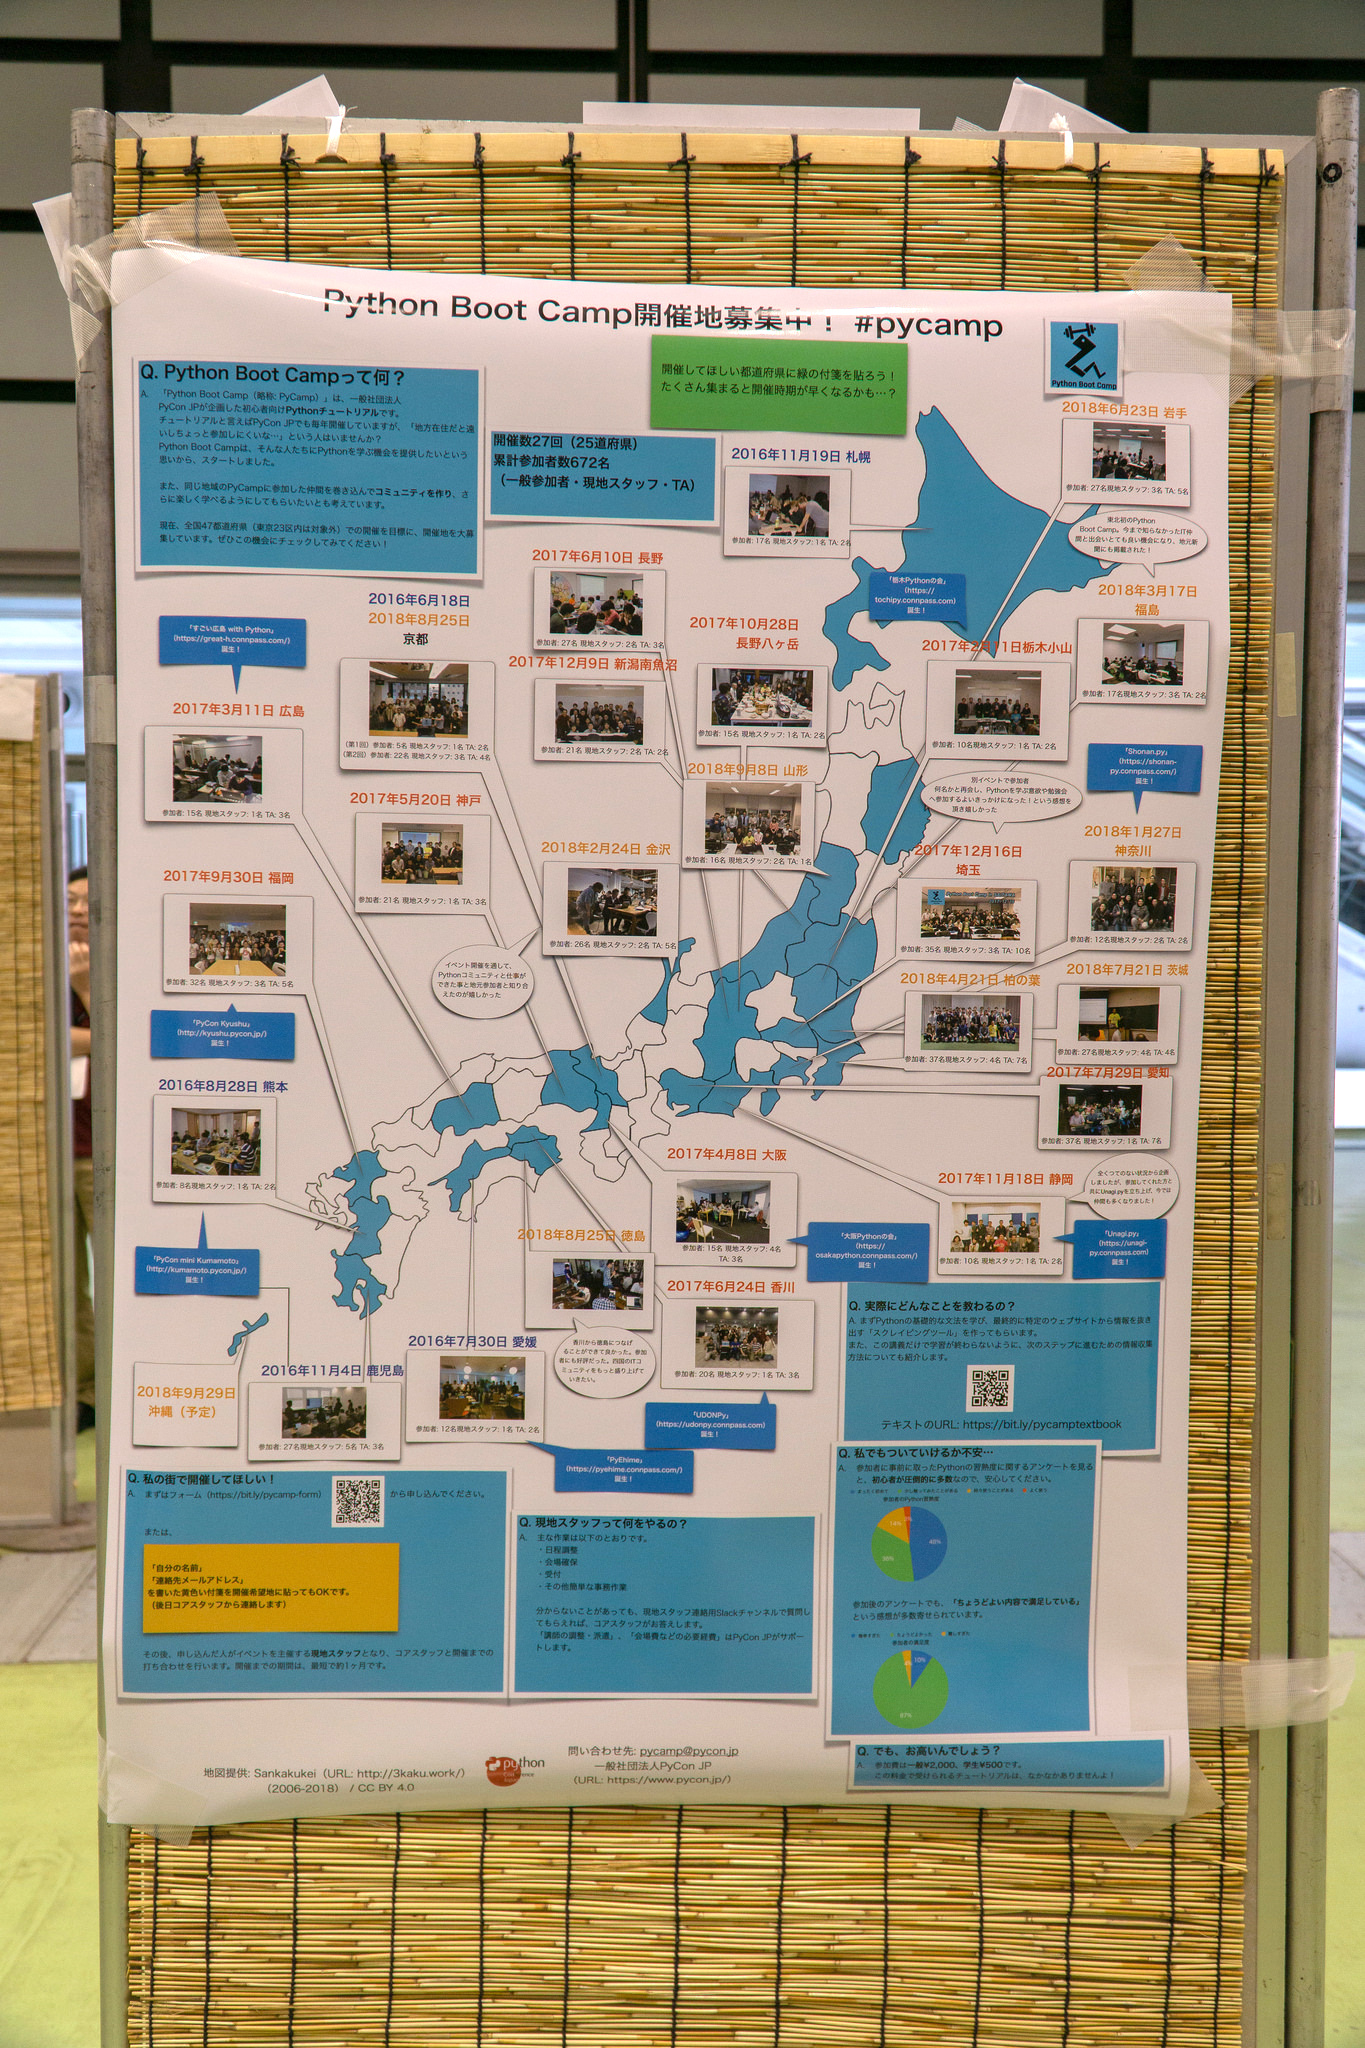 Python Boot Camp開催地募集中！ #pycamp
Python Boot Camp
Q. Python Boot Campって何？
A. 「Python Boot Camp（略称: PyCamp）」は、一般社団法人
PyCon JPが企画した初心者向けPythonチュートリアルです。
チュートリアルと言えばPyCon JPでも毎年開催していますが、「地方在住だと遠
いしちょっと参加しにくいな…」という人はいませんか？
Python Boot Campは、そんな人たちにPythonを学ぶ機会を提供したいという
思いから、スタートしました。
また、同じ地域のPyCampに参加した仲間を巻き込んでコミュニティを作り、さ
らに楽しく学べるようにしてもらいたいとも考えています。
現在、全国47都道府県（東京23区内は対象外）での開催を目標に、開催地を大募
集しています。ぜひこの機会にチェックしてみてください！
開催してほしい都道府県に緑の付箋を貼ろう！
たくさん集まると開催時期が早くなるかも…？
開催数27回（25道府県）
累計参加者数672名
（一般参加者・現地スタッフ・TA）
2016年11月19日 札幌
参加者: 17名 現地スタッフ: 1名 TA: 2名
2018年6月23日 岩手
参加者: 27名現地スタッフ: 3名 TA: 5名
東北初のPython
Boot Camp。今まで知らなかったIT仲
間と出会いとても良い機会になり、地元新
聞にも掲載された！
2017年6月10日 長野
参加者: 27名 現地スタッフ: 2名 TA: 3名
「栃木Pythonの会」
(https://
tochipy.connpass.com)
誕生！
2018年3月17日
福島
参加者: 17名現地スタッフ: 3名 TA: 2名
2016年6月18日
2018年8月25日
京都
（第1回）参加者: 5名 現地スタッフ: 1名 TA: 2名
（第2回）参加者: 22名 現地スタッフ: 3名 TA: 4名
「すごい広島 with Python」
(https://great-h.connpass.com/)
誕生！
2017年3月11日 広島
参加者: 15名 現地スタッフ: 1名 TA: 3名
2017年12月9日 新潟南魚沼
参加者: 21名 現地スタッフ: 2名 TA: 2名
2017年10月28日
長野八ヶ岳
参加者: 15名 現地スタッフ: 1名 TA: 2名
2017年2月11日栃木小山
参加者: 10名現地スタッフ: 1名 TA: 2名
別イベントで参加者
何名かと再会し、Pythonを学ぶ意欲や勉強会
へ参加するよいきっかけになった！という感想を
頂き嬉しかった
「Shonan.py」
(https://shonan-
py.connpass.com/)
誕生！
2018年9月8日 山形
参加者: 16名 現地スタッフ: 2名 TA: 1名
2017年5月20日 神戸
参加者: 21名 現地スタッフ: 1名 TA: 3名
イベント開催を通して、
Pythonコミュニティと仕事が
できた事と地元参加者と知り合
えたのが嬉しかった
2018年2月24日 金沢
参加者: 26名 現地スタッフ: 2名 TA: 5名
2018年1月27日
神奈川
参加者: 12名現地スタッフ: 2名 TA: 2名
2017年12月16日
埼玉
参加者: 35名 現地スタッフ: 3名 TA: 10名
2017年9月30日 福岡
参加者: 32名 現地スタッフ: 3名 TA: 5名
「PyCon Kyushu」
(http://kyushu.pycon.jp/)
誕生！
2018年4月21日 柏の葉
参加者: 37名現地スタッフ: 4名 TA: 7名
2018年7月21日 茨城
参加者: 27名現地スタッフ: 4名 TA: 4名
2017年7月29日 愛知
参加者: 37名 現地スタッフ: 1名 TA: 7名
2016年8月28日 熊本
参加者: 8名現地スタッフ: 1名 TA: 2名
「PyCon mini Kumamoto」
(http://kumamoto.pycon.jp/)
誕生！
2017年4月8日 大阪
参加者: 15名 現地スタッフ: 4名
TA: 3名
「大阪Pythonの会」
(https://
osakapython.connpass.com/)
誕生！
2017年11月18日 静岡
参加者: 10名 現地スタッフ: 1名 TA: 2名
全くつてのない状況から企画
しましたが、参加してくれた方と
共にUnagi.pyを立ち上げ、今では
仲間も多くなりました！
「Unagi.py」
(https://unagi-
py.connpass.com)
誕生！
2018年8月25日 徳島
香川から徳島につなげ
ることができて良かった。参加
者にも好評だった。四国のITコ
ミュニティをもっと盛り上げて
いきたい。
2017年6月24日 香川
参加者: 20名 現地スタッフ: 1名 TA: 3名
「UDONPy」
(https://udonpy.connpass.com)
誕生！
2016年7月30日 愛媛
参加者: 12名現地スタッフ: 1名 TA: 2名
「PyEhime」
(https://pyehime.connpass.com/)
誕生！
2016年11月4日 鹿児島
参加者: 27名現地スタッフ: 5名 TA: 3名
2018年9月29日
沖縄（予定）
Q. 実際にどんなことを教わるの？
A. まずPythonの基礎的な文法を学び、最終的に特定のウェブサイトから情報を抜き
出す「スクレイピングツール」を作ってもらいます。
また、この講義だけで学習が終わらないように、次のステップに進むための情報収集
方法についても紹介します。
テキストのURL: https://bit.ly/pycamptextbook
Q. 私の街で開催してほしい！
A. まずはフォーム（https://bit.ly/pycamp-form）から申し込んでください。
または、
「自分の名前」
「連絡先メールアドレス」
を書いた黄色い付箋を開催希望地に貼ってもOKです。
（後日コアスタッフから連絡します）
その後、申し込んだ人がイベントを主催する現地スタッフとなり、コアスタッフと開催までの
打ち合わせを行います。開催までの期間は、最短で約1ヶ月です。
Q. 現地スタッフって何をやるの？
A. 主な作業は以下のとおりです。
・日程調整
・会場確保
・受付
・その他簡単な事務作業
分からないことがあっても、現地スタッフ連絡用Slackチャンネルで質問
してもらえれば、コアスタッフがお答えします。
「講師の調整・派遣」、「会場費などの必要経費」はPyCon JPがサポー
トします。
Q. 私でもついていけるか不安…
A. 参加者に事前に取ったPythonの習熟度に関するアンケートを見る
と、初心者が圧倒的に多数なので、安心してください。
参加者のPython習熟度
14%
48%
36%
参加後のアンケートでも、「ちょうどよい内容で満足している」
という感想が多数寄せられています。
参加者の満足度
10%
87%
Q. でも、お高いんでしょう？
A. 参加費は一般¥2,000、学生¥500です。
この料金で受けられるチュートリアルは、なかなかありませんよ！
地図提供: Sankakukei（URL: http://3kaku.work/）
（2006-2018） / CC BY 4.0
python
問い合わせ先: pycamp@pycon.jp
一般社団法人PyCon JP
（URL: https://www.pycon.jp/）